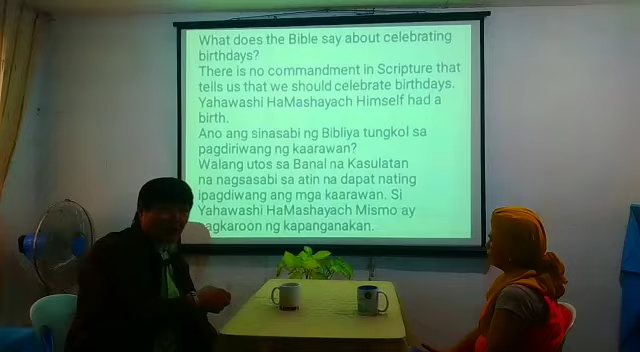 What does the Bible say about celebrating
birthdays?
There is no commandment in Scripture that
tells us that we should celebrate birthdays.
Yahawashi HaMashayach Himself had a
birth.
Ano ang sinasabi ng Bibliya tungkol sa
pagdiriwang ng kaarawan?
Walang utos sa Banal na Kasulatan
na nagsasabi sa atin na dapat nating
ipagdiwang ang mga kaarawan. Si
Yahawashi HaMashayach Mismo ay
ng kapanganakan.